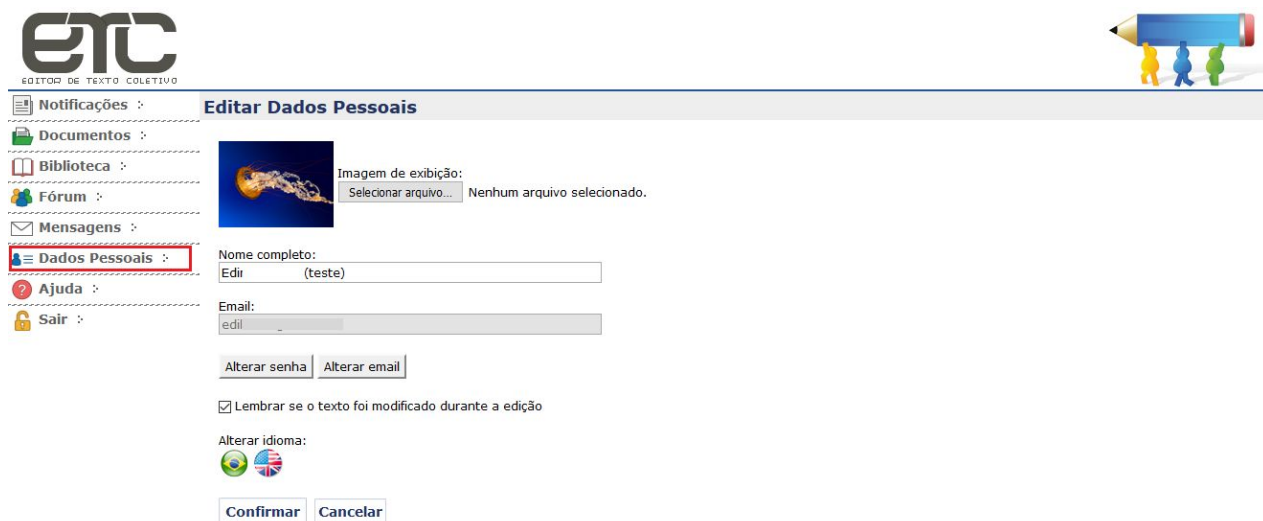 ETC
EDITOR DE TEXTO COLETIVO
Notificações
Documentos
Biblioteca
Fórum
Mensagens
Dados Pessoais
Ajuda
Sair
Editar Dados Pessoais
Imagem de exibição:
Selecionar arquivo... Nenhum arquivo selecionado.
Nome completo:
(teste)
Email:
Alterar senha Alterar email
Lembrar se o texto foi modificado durante a edição
Alterar idioma:
Confirmar Cancelar